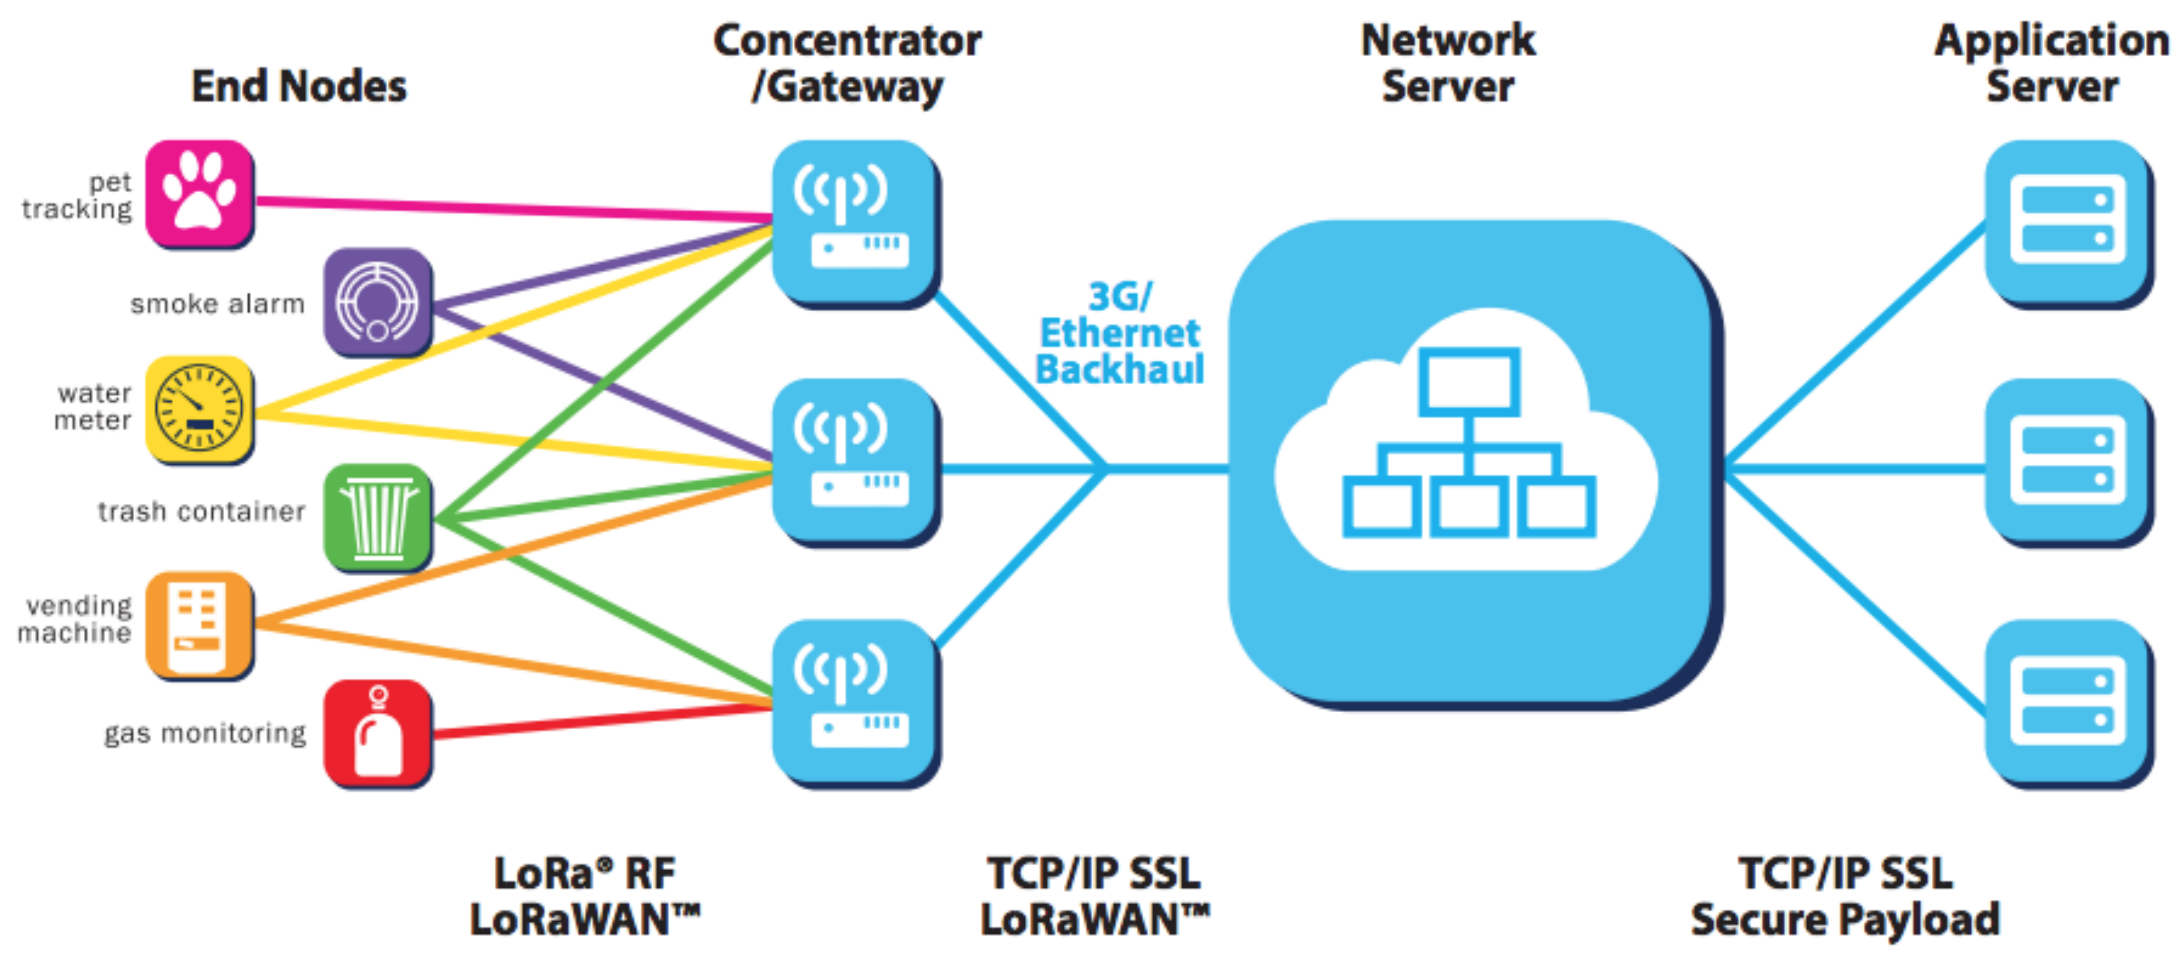 End Nodes
Concentrator
/Gateway
Network
Server
Application
Server
pet
tracking
smoke alarm
water
meter
trash container
vending
machine
gas monitoring
3G/
Ethernet
Backhaul
LoRa® RF
LoRaWAN™
TCP/IP SSL
LoRaWAN™
TCP/IP SSL
Secure Payload